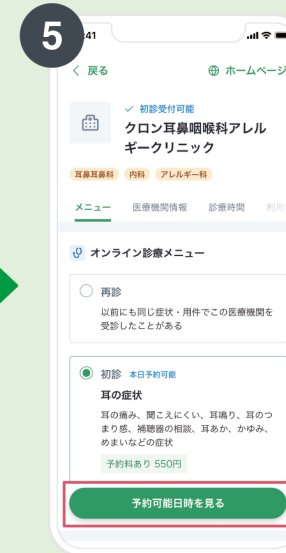 5
:41
戻る
ホームページ
初診受付可能
クロン耳鼻咽喉科アレル
ギークリニック
耳鼻耳鼻科 内科 アレルギー科
メニュー 医療機関情報 診療時間 利用
オンライン診療メニュー
再診
以前にも同じ症状・用件でこの医療機関を
受診したことがある
初診 本日予約可能
耳の症状
耳の痛み、聞こえにくい、耳鳴り、耳のつ
まり感、補聴器の相談、耳あか、かゆみ、
めまいなどの症状
予約料あり 550円
予約可能日時を見る